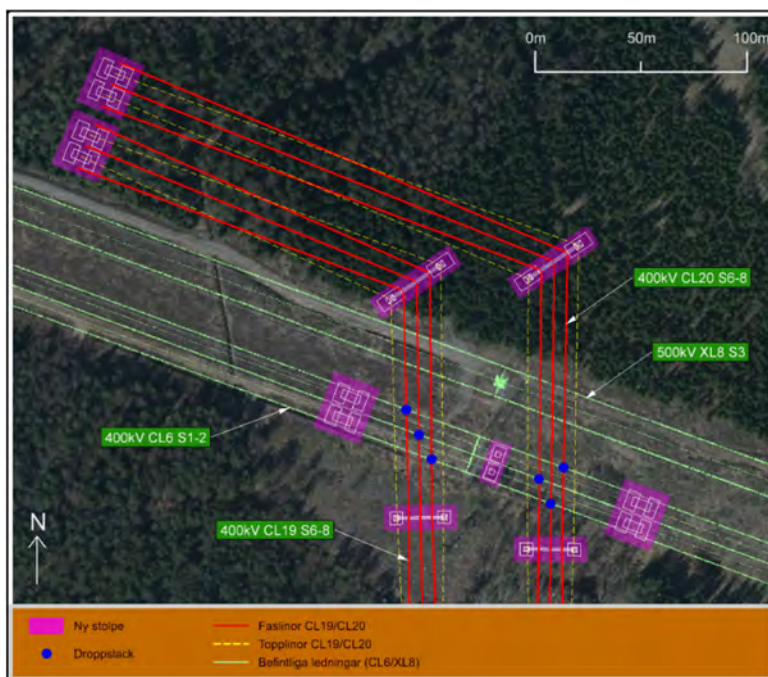 0m 50m 100m
400kV CL20 S6-8
500kV XL8 S3
400kV CL6 S1-2
400kV CL19 S6-8
N
Ny stolpe
Droppstack
Faslinor CL19/CL20
Topplinor CL19/CL20
Befintliga ledningar (CL6/XL8)